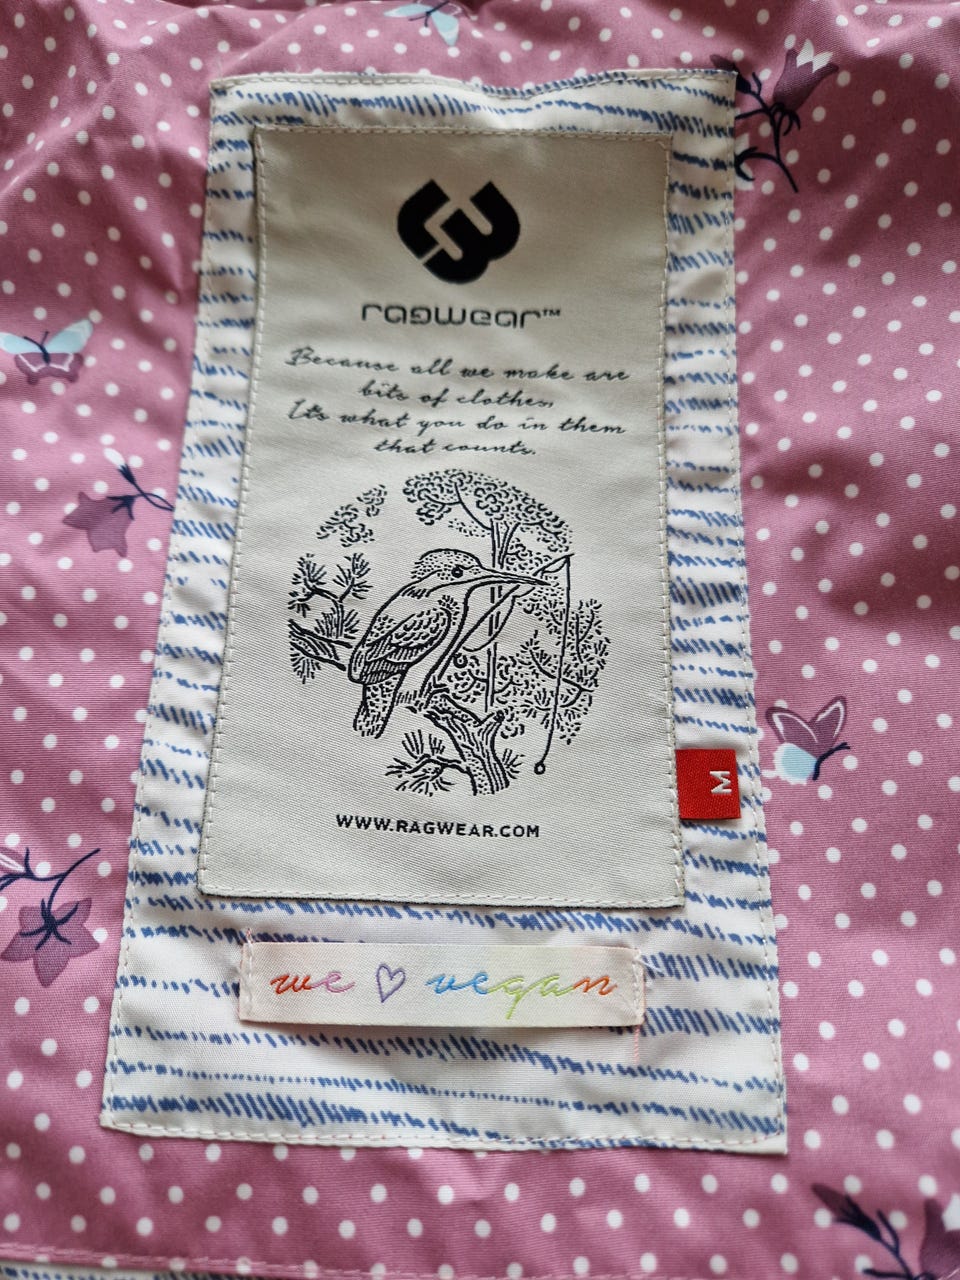 ragwear™
Because all we make are
bits of clothes,
It's what you do in them
that counts.
WWW.RAGWEAR.COM
M
we ♡ vegan